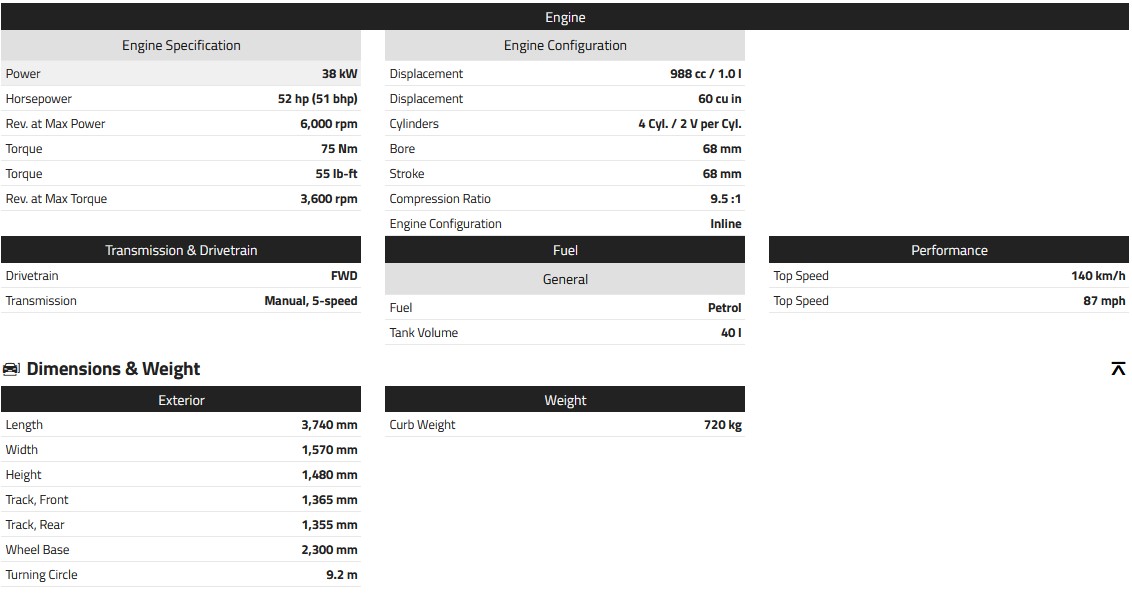 Engine
Engine Specification
Power 38 kW
Horsepower 52 hp (51 bhp)
Rev. at Max Power 6,000 rpm
Torque 75 Nm
Torque 55 lb-ft
Rev. at Max Torque 3,600 rpm
Engine Configuration
Displacement 988 cc / 1.0 l
Displacement 60 cu in
Cylinders 4 Cyl. / 2 V per Cyl.
Bore 68 mm
Stroke 68 mm
Compression Ratio 9.5 :1
Engine Configuration Inline
Transmission & Drivetrain
Drivetrain FWD
Transmission Manual, 5-speed
Fuel
General
Fuel Petrol
Tank Volume 40 l
Performance
Top Speed 140 km/h
Top Speed 87 mph
Dimensions & Weight
Exterior
Length 3,740 mm
Width 1,570 mm
Height 1,480 mm
Track, Front 1,365 mm
Track, Rear 1,355 mm
Wheel Base 2,300 mm
Turning Circle 9.2 m
Weight
Curb Weight 720 kg